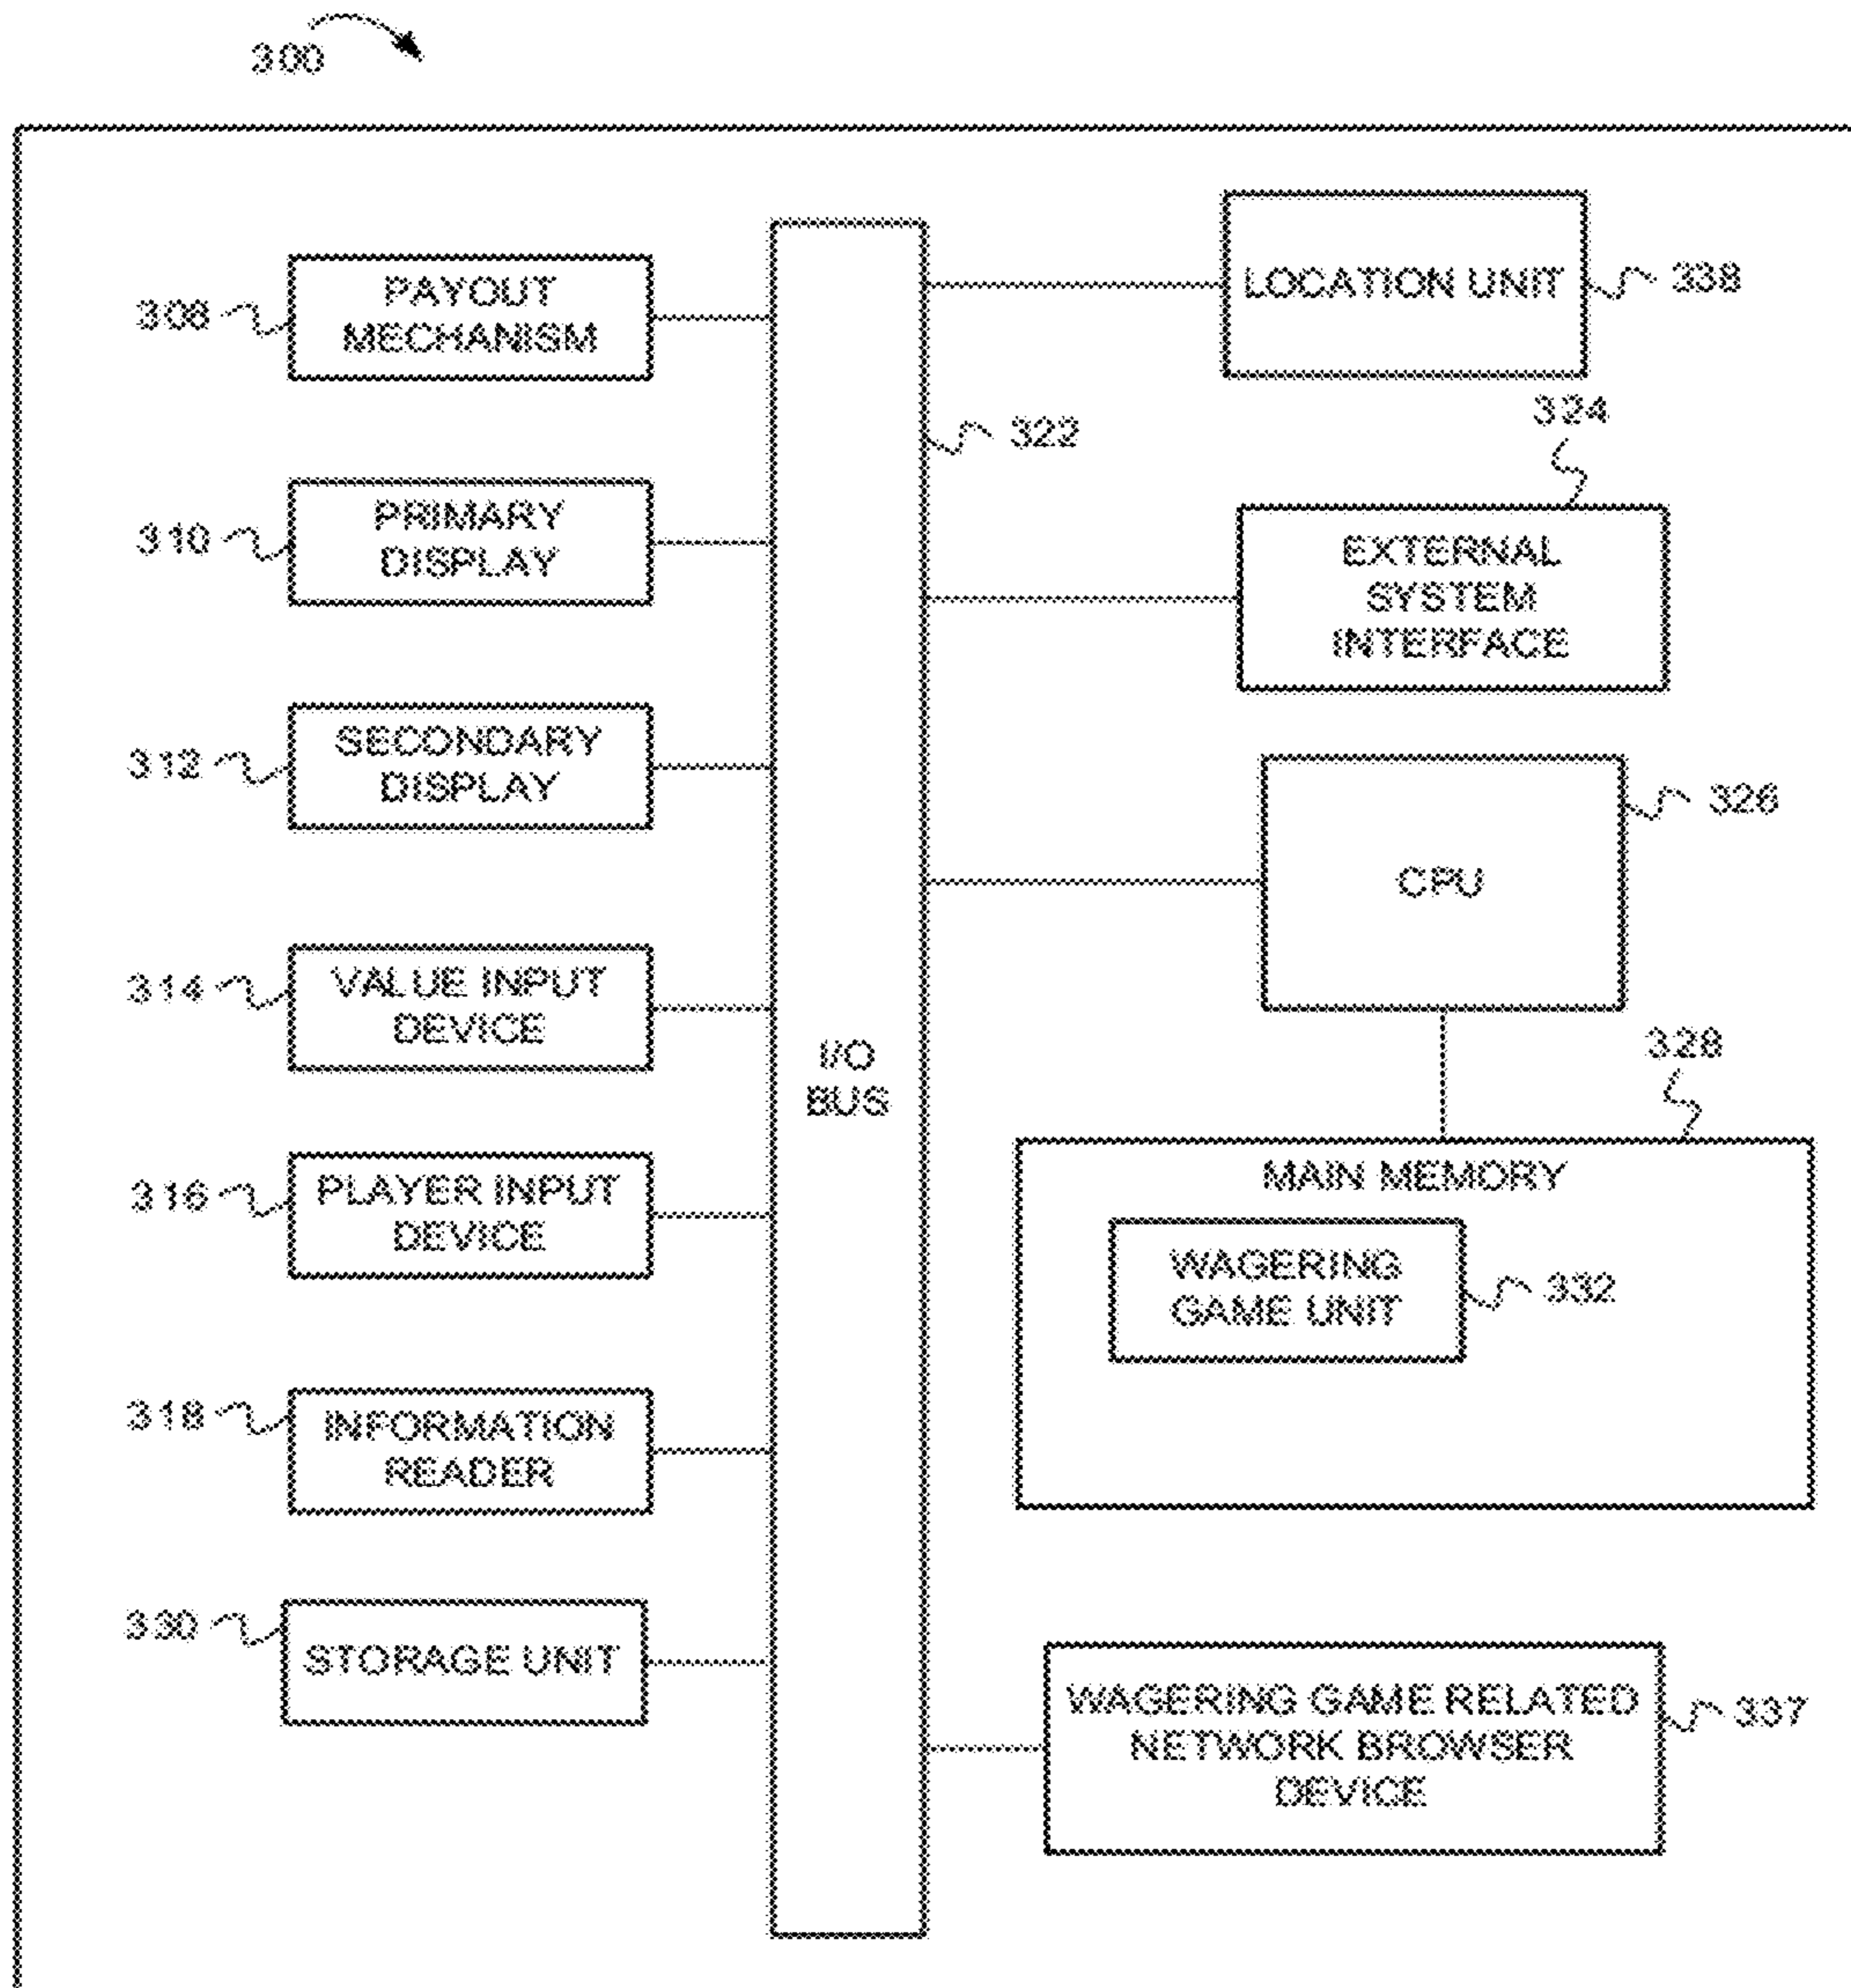 300
308
PAYOUT
MECHANISM
310
PRIMARY
DISPLAY
312
SECONDARY
DISPLAY
314
VALUE INPUT
DEVICE
316
PLAYER INPUT
DEVICE
318
INFORMATION
READER
330
STORAGE UNIT
I/O
BUS
322
LOCATION UNIT
338
324
EXTERNAL
SYSTEM
INTERFACE
CPU
326
328
MAIN MEMORY
WAGERING
GAME UNIT
332
WAGERING GAME RELATED
NETWORK BROWSER
DEVICE
337